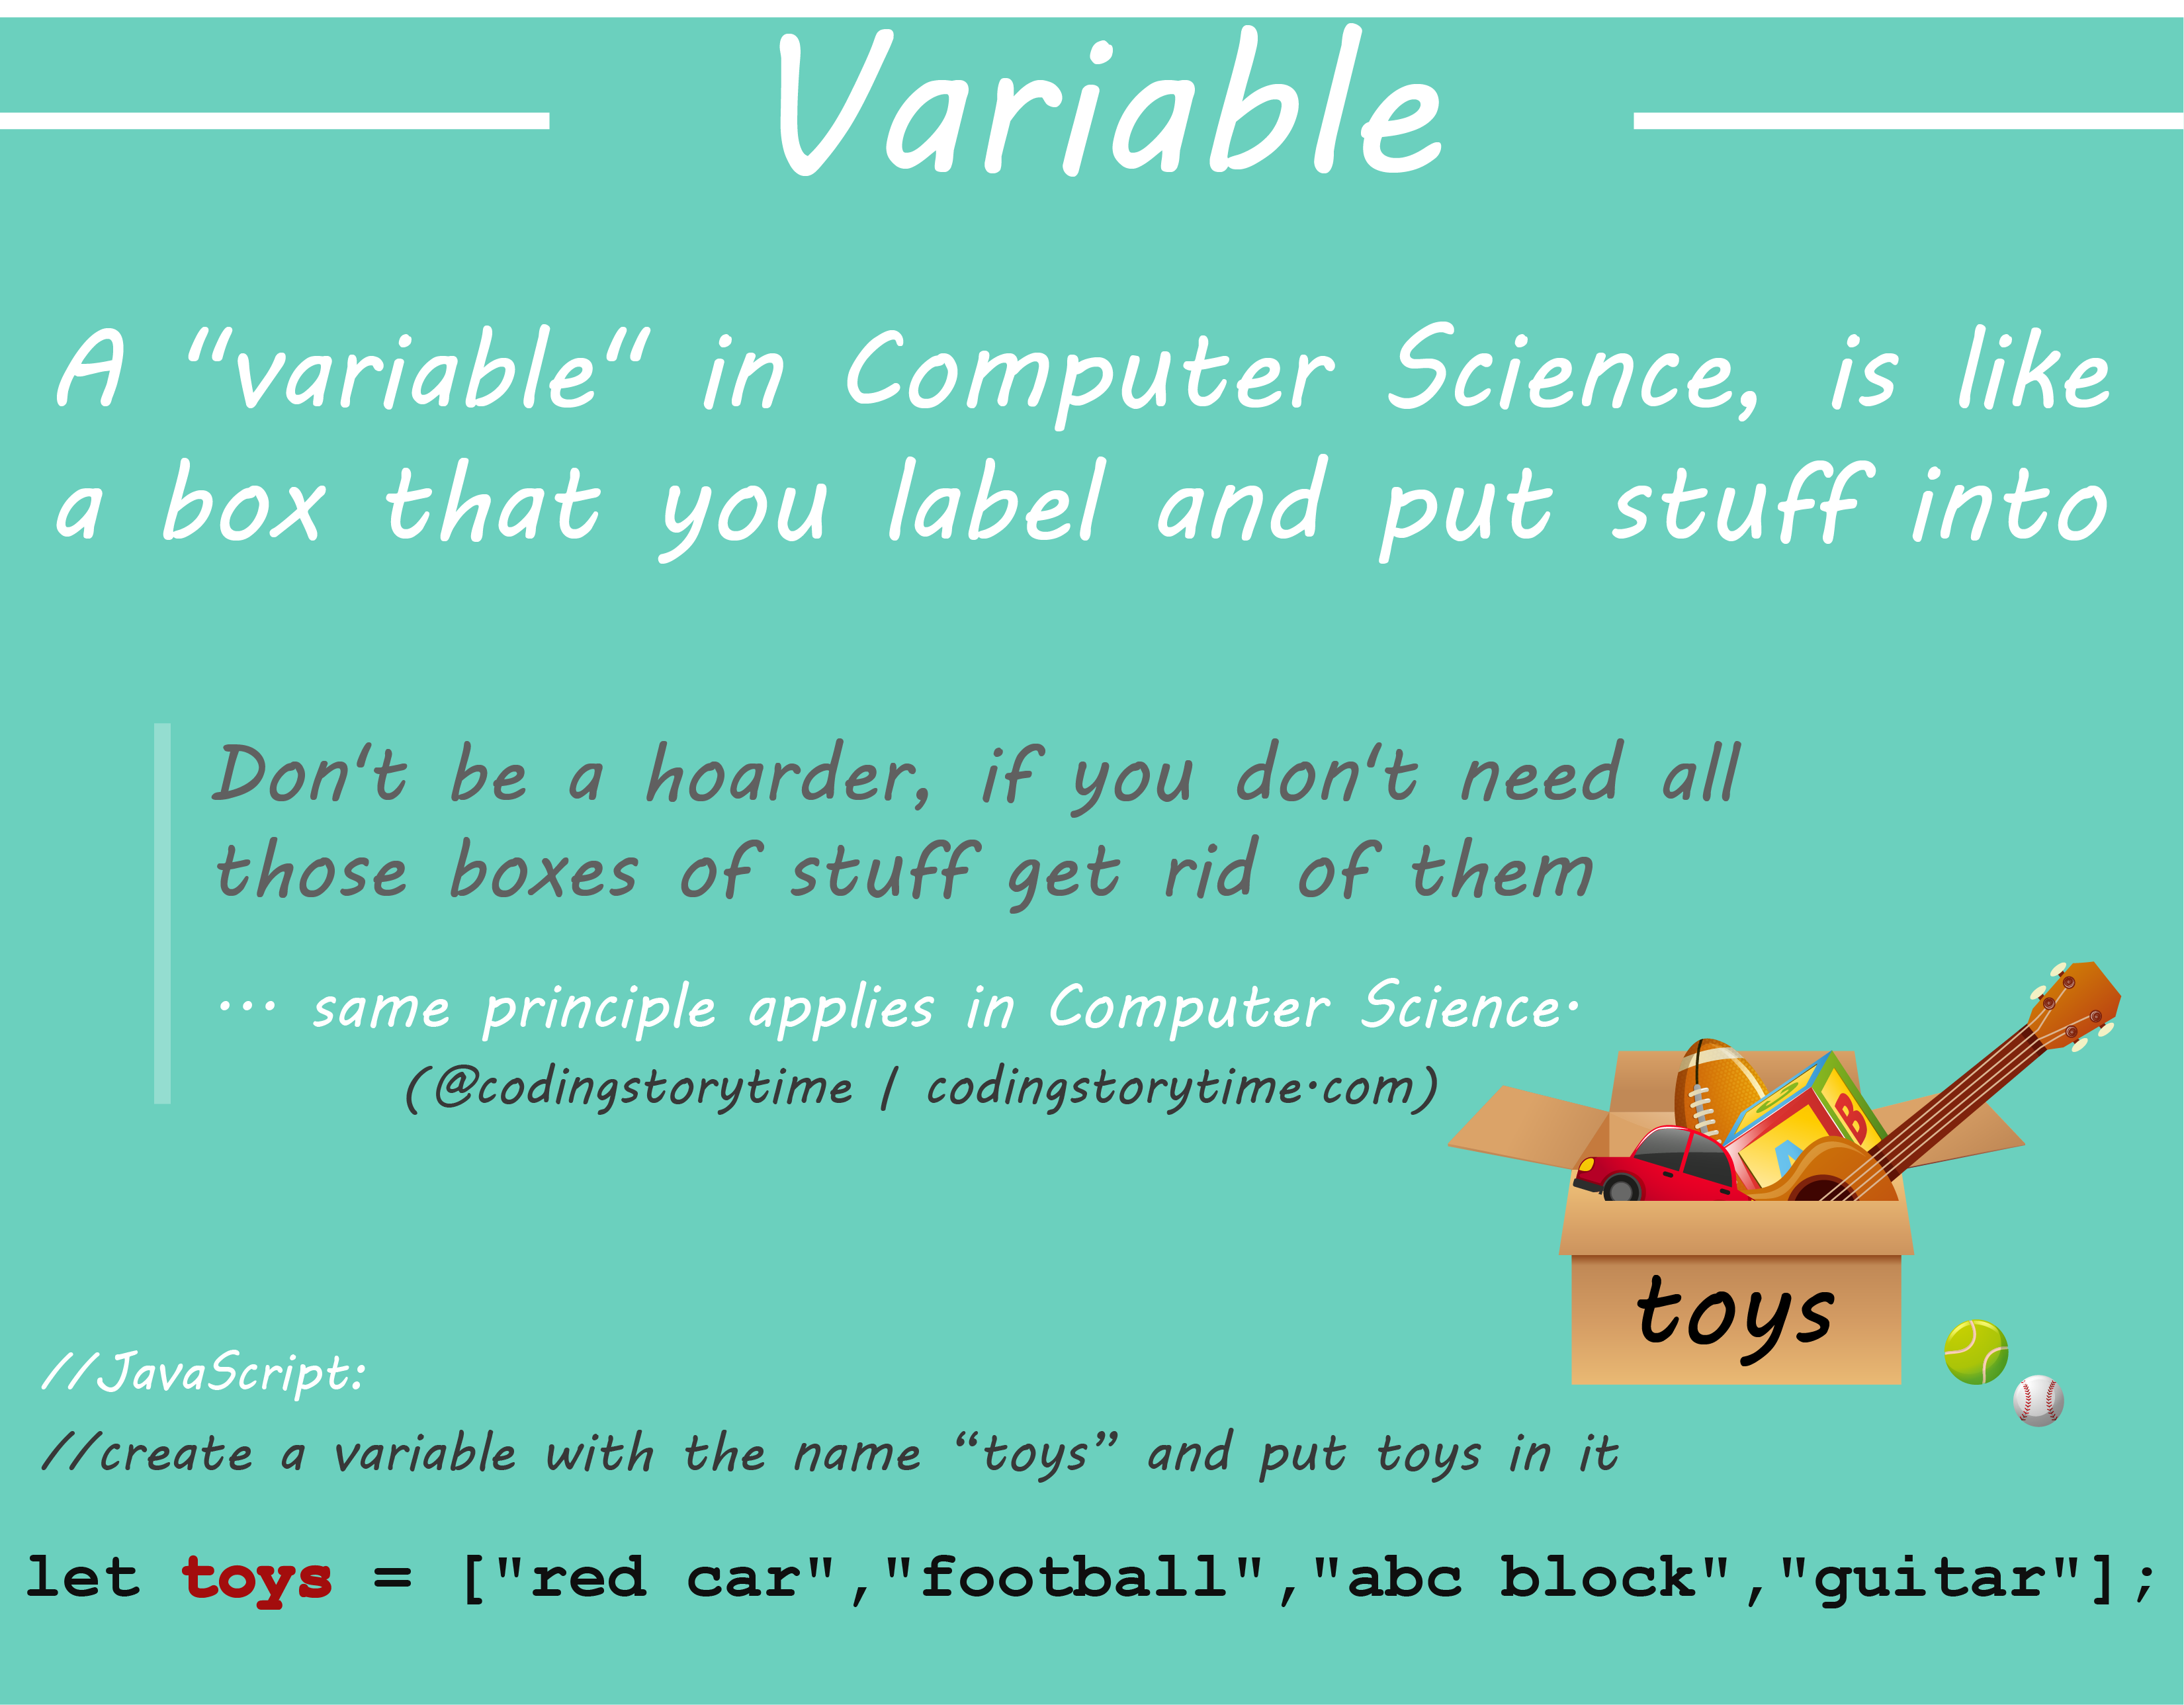 Variable
A “variable“ in Computer Science, is like
a box that you label and put stuff into
Don‘t be a hoarder, if you don‘t need all
those boxes of stuff get rid of them
... same principle applies in Computer Science.
(@codingstorytime / codingstorytime.com)
toys
//JavaScript:
//create a variable with the name “toys” and put toys in it
let toys = ["red car","football","abc block","guitar"];
A
B